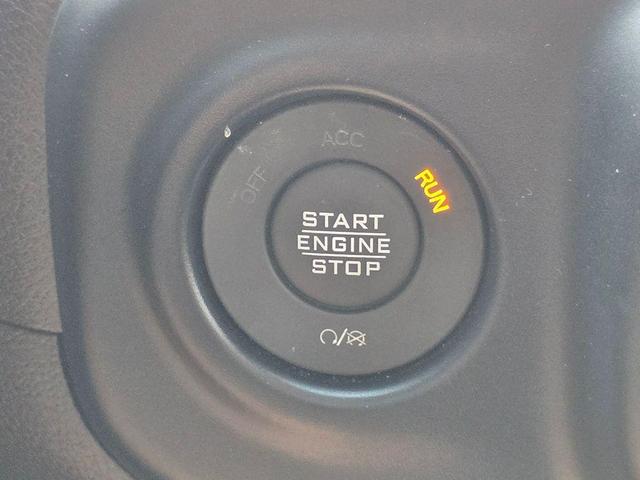 ACC
OFF
RUN
START
ENGINE
STOP